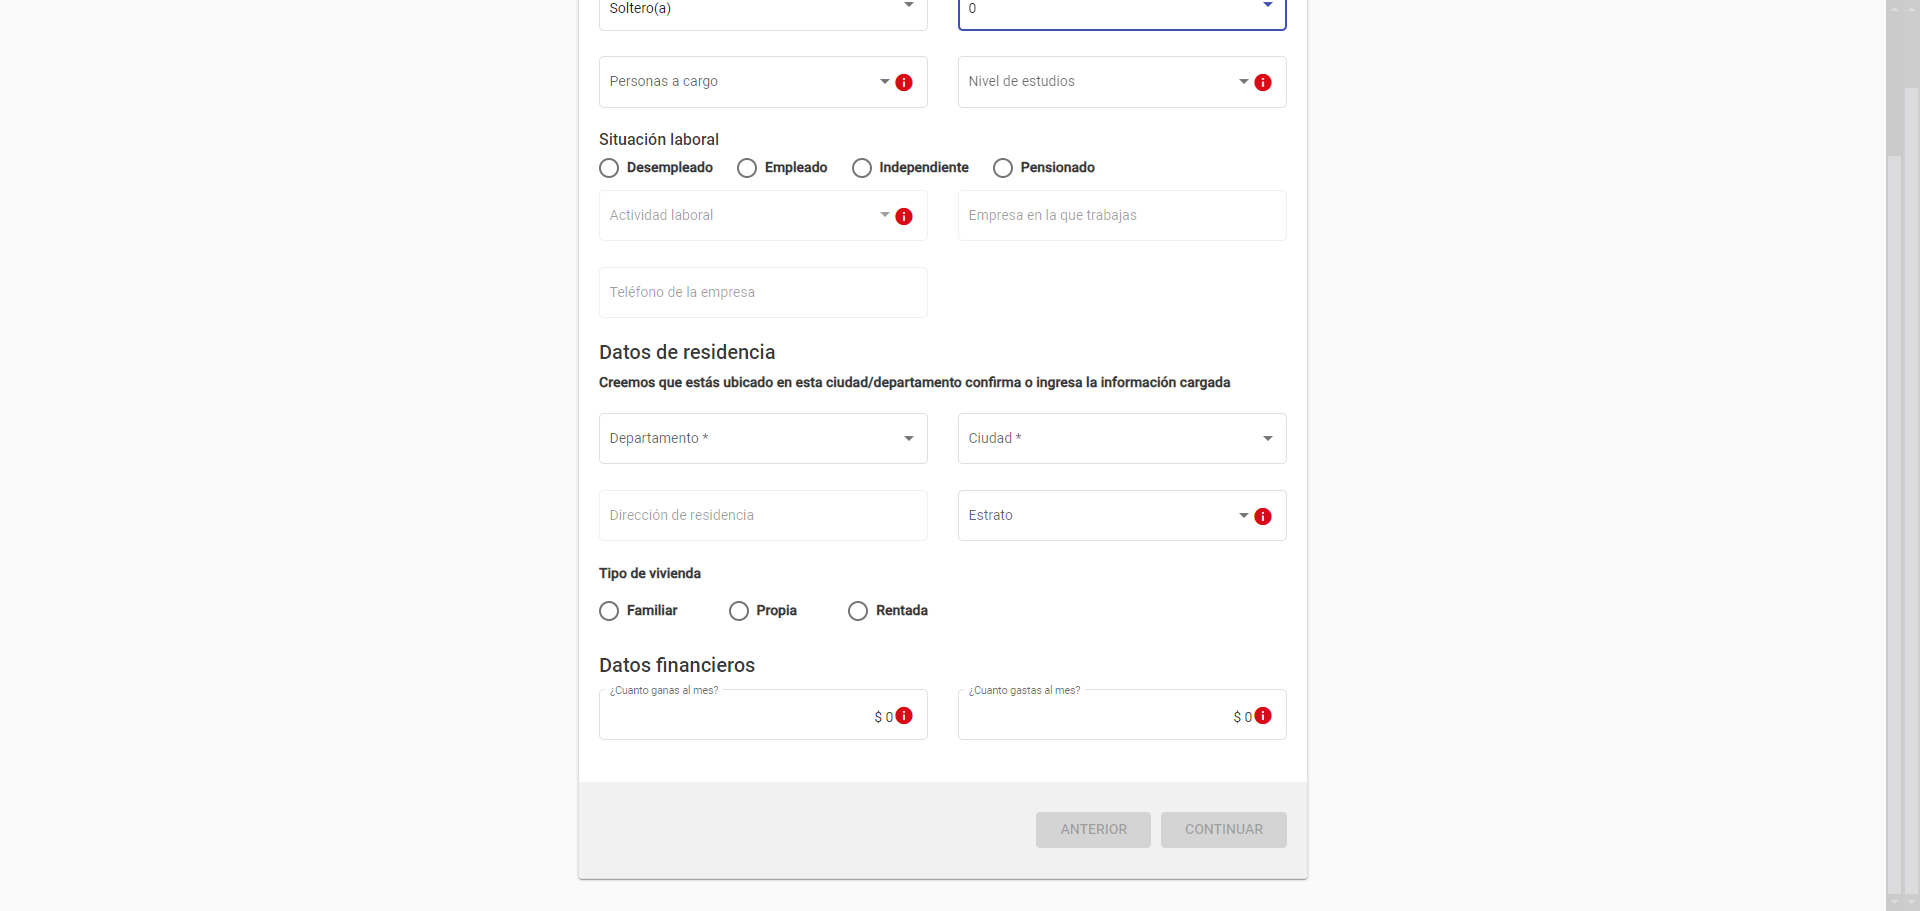 Soltero(a) 0
Personas a cargo Nivel de estudios
Situación laboral
Desempleado Empleado Independiente Pensionado
Actividad laboral Empresa en la que trabajas
Teléfono de la empresa
Datos de residencia
Creemos que estás ubicado en esta ciudad/departamento confirma o ingresa la información cargada
Departamento * Ciudad *
Dirección de residencia Estrato
Tipo de vivienda
Familiar Propia Rentada
Datos financieros
¿Cuanto ganas al mes? ¿Cuanto gastas al mes?
$ 0 $ 0
ANTERIOR CONTINUAR